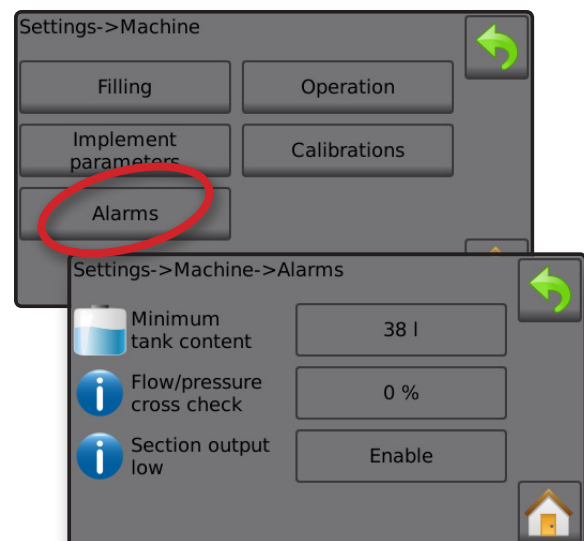 Settings->Machine
Filling
Operation
Implement
parameters
Calibrations
Alarms
Settings->Machine->Alarms
Minimum
tank content
38 l
Flow/pressure
cross check
0 %
Section output
low
Enable